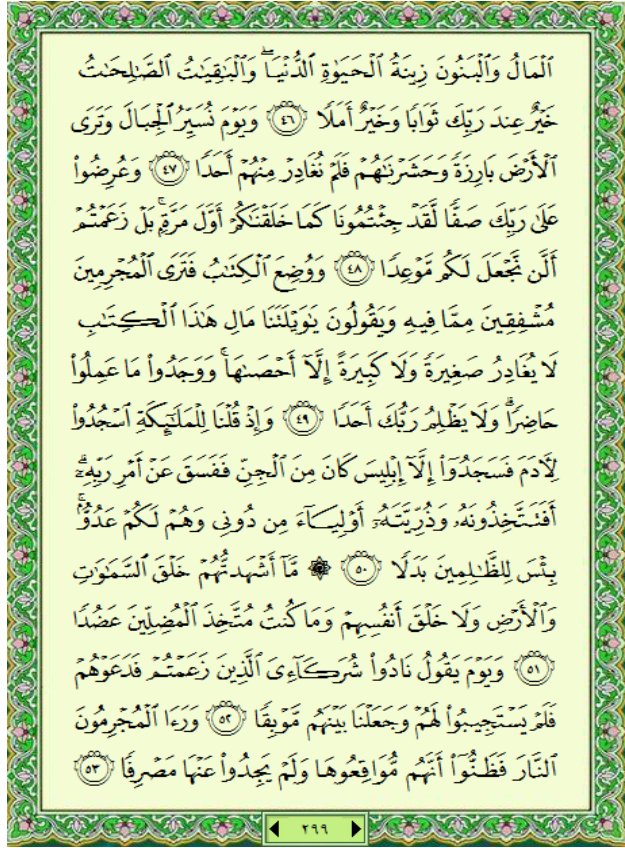 ٱلْمَالُ وَٱلْبَنُونَ زِينَةُ ٱلْحَيَوٰةِ ٱلدُّنْيَا ۖ وَٱلْبَٰقِيَٰتُ ٱلصَّٰلِحَٰتُ
خَيْرٌ عِندَ رَبِّكَ ثَوَابًا وَخَيْرٌ أَمَلًا ٤٦ وَيَوْمَ نُسَيِّرُ ٱلْجِبَالَ وَتَرَى
ٱلْأَرْضَ بَارِزَةً وَحَشَرْنَٰهُمْ فَلَمْ نُغَادِرْ مِنْهُمْ أَحَدًا ٤٧ وَعُرِضُوا۟
عَلَىٰ رَبِّكَ صَفًّا لَّقَدْ جِئْتُمُونَا كَمَا خَلَقْنَٰكُمْ أَوَّلَ مَرَّةٍۭ ۚ بَلْ زَعَمْتُمْ
أَلَّن نَّجْعَلَ لَكُم مَّوْعِدًا ٤٨ وَوُضِعَ ٱلْكِتَٰبُ فَتَرَى ٱلْمُجْرِمِينَ
مُشْفِقِينَ مِمَّا فِيهِ وَيَقُولُونَ يَٰوَيْلَتَنَا مَالِ هَٰذَا ٱلْكِتَٰبِ
لَا يُغَادِرُ صَغِيرَةً وَلَا كَبِيرَةً إِلَّآ أَحْصَىٰهَا ۚ وَوَجَدُوا۟ مَا عَمِلُوا۟
حَاضِرًا ۗ وَلَا يَظْلِمُ رَبُّكَ أَحَدًا ٤٩ وَإِذْ قُلْنَا لِلْمَلَٰٓئِكَةِ ٱسْجُدُوا۟
لِءَادَمَ فَسَجَدُوٓا۟ إِلَّآ إِبْلِيسَ كَانَ مِنَ ٱلْجِنِّ فَفَسَقَ عَنْ أَمْرِ رَبِّهِۦٓ ۗ
أَفَتَتَّخِذُونَهُۥ وَذُرِّيَّتَهُۥٓ أَوْلِيَآءَ مِن دُونِى وَهُمْ لَكُمْ عَدُوٌّۢ ۚ
بِئْسَ لِلظَّٰلِمِينَ بَدَلًا ٥٠ ۞ مَّآ أَشْهَدتُّهُمْ خَلْقَ ٱلسَّمَٰوَٰتِ
وَٱلْأَرْضِ وَلَا خَلْقَ أَنفُسِهِمْ وَمَا كُنتُ مُتَّخِذَ ٱلْمُضِلِّينَ عَضُدًا
٥١ وَيَوْمَ يَقُولُ نَادُوا۟ شُرَكَآءِىَ ٱلَّذِينَ زَعَمْتُمْ فَدَعَوْهُمْ
فَلَمْ يَسْتَجِيبُوا۟ لَهُمْ وَجَعَلْنَا بَيْنَهُم مَّوْبِقًا ٥٢ وَرَءَا ٱلْمُجْرِمُونَ
ٱلنَّارَ فَظَنُّوٓا۟ أَنَّهُم مُّوَاقِعُوهَا وَلَمْ يَجِدُوا۟ عَنْهَا مَصْرِفًا ٥٣
٢٩٩